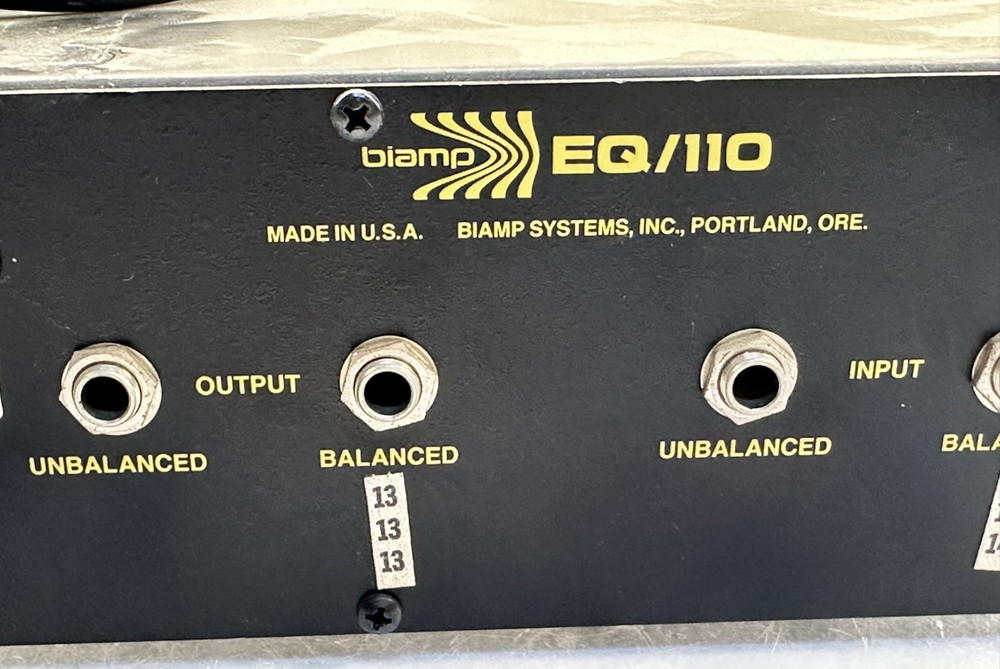 biamp EQ/110
MADE IN U.S.A. BIAMP SYSTEMS, INC., PORTLAND, ORE.
OUTPUT INPUT
UNBALANCED BALANCED UNBALANCED
13
13
13